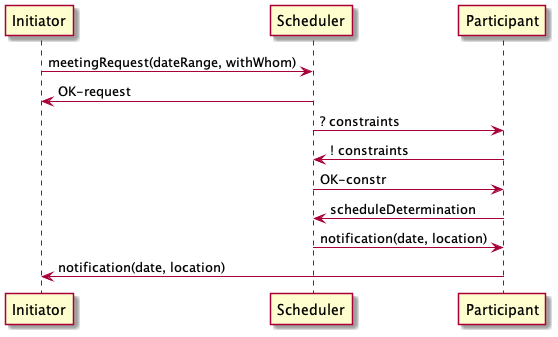 Initiator Scheduler Participant
meetingRequest(dateRange, withWhom)
OK-request
? constraints
! constraints
OK-constr
scheduleDetermination
notification(date, location)
notification(date, location)
Initiator Scheduler Participant